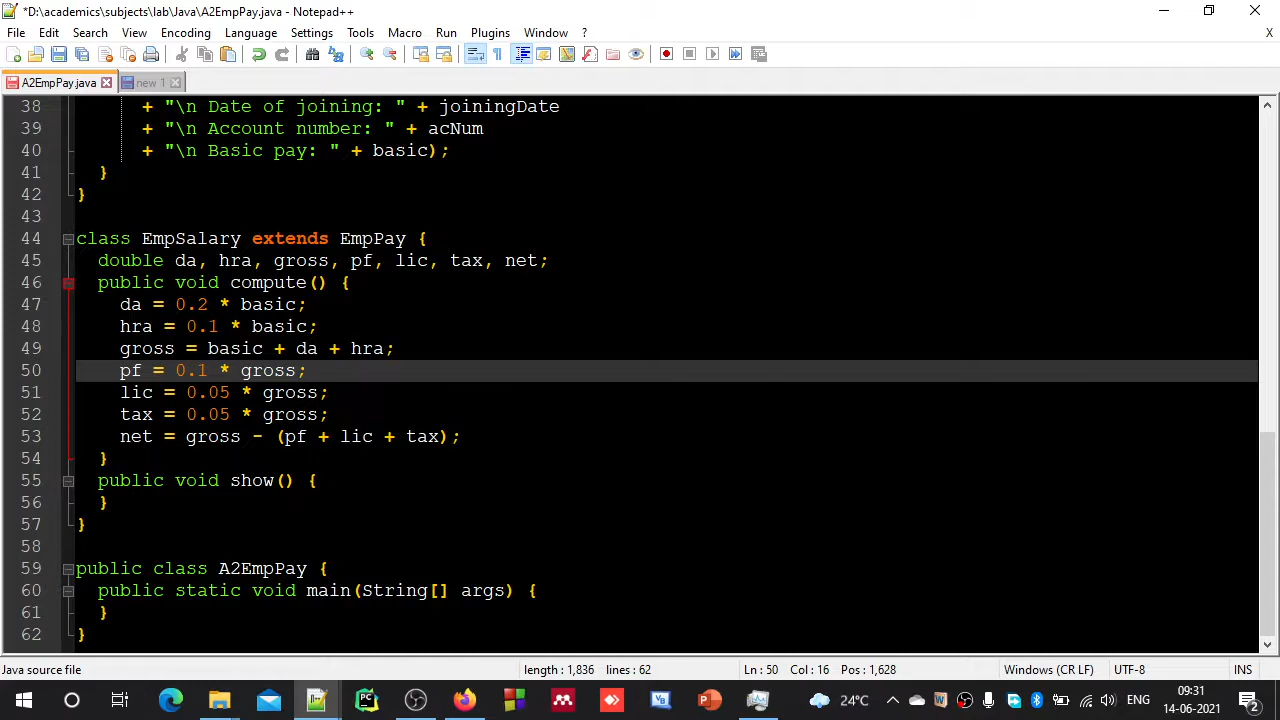 *D:\academics\subjects\lab\Java\A2EmpPay.java - Notepad++
File Edit Search View Encoding Language Settings Tools Macro Run Plugins Window ? X
A2EmpPay.java new 1
38 + "\n Date of joining: " + joiningDate
39 + "\n Account number: " + acNum
40 + "\n Basic pay: " + basic);
41 }
42 }
43
44 class EmpSalary extends EmpPay {
45 double da, hra, gross, pf, lic, tax, net;
46 public void compute() {
47 da = 0.2 * basic;
48 hra = 0.1 * basic;
49 gross = basic + da + hra;
50 pf = 0.1 * gross;
51 lic = 0.05 * gross;
52 tax = 0.05 * gross;
53 net = gross - (pf + lic + tax);
54 }
55 public void show() {
56 }
57 }
58
59 public class A2EmpPay {
60 public static void main(String[] args) {
61 }
62 }
Java source file length : 1,836 lines : 62 Ln : 50 Col : 16 Pos : 1,628 Windows (CR LF) UTF-8 INS
24°C ENG 09:31
14-06-2021 2